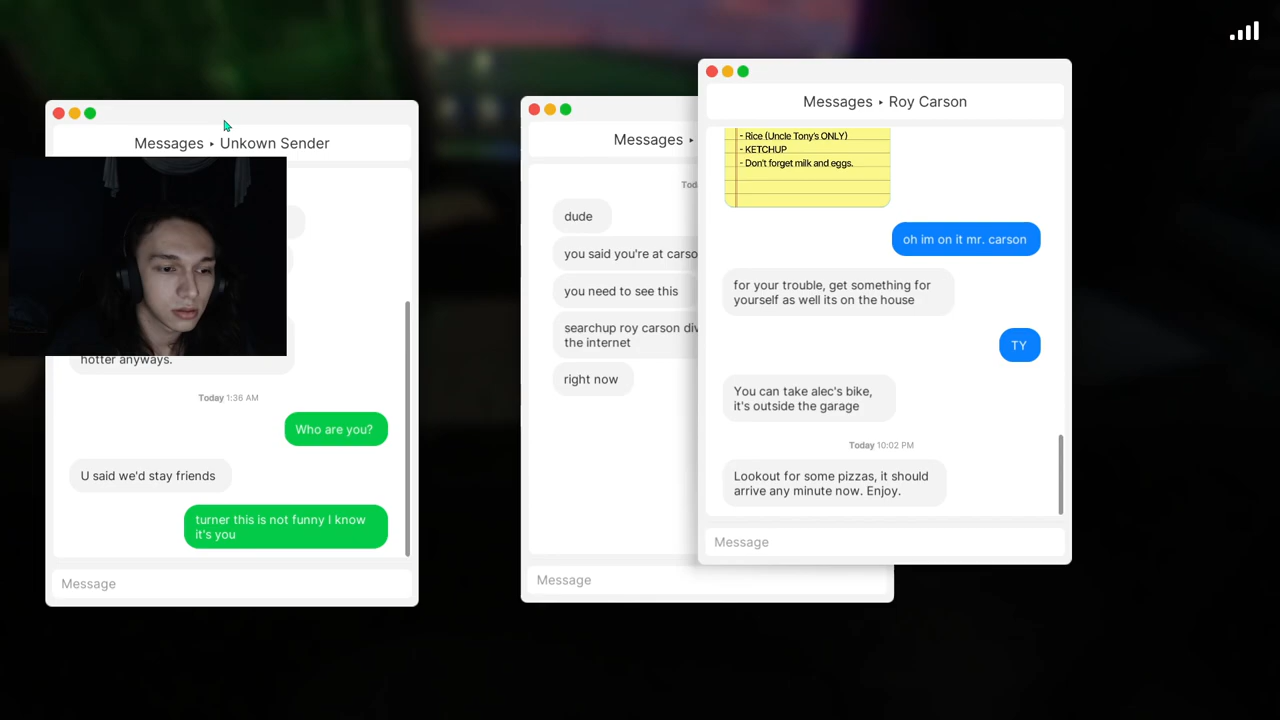 Messages ▸ Unkown Sender
hotter anyways.
Today 1:36 AM
Who are you?
U said we'd stay friends
turner this is not funny I know
it's you
Message
Messages ▸
dude
you said you're at
you need to see this
searchup roy carson
the internet
right now
Message
Messages ▸ Roy Carson
- Rice (Uncle Tony's ONLY)
- KETCHUP
- Don't forget milk and eggs.
oh im on it mr. carson
for your trouble, get something for
yourself as well its on the house
TY
You can take alec's bike,
it's outside the garage
Today 10:02 PM
Lookout for some pizzas, it should
arrive any minute now. Enjoy.
Message